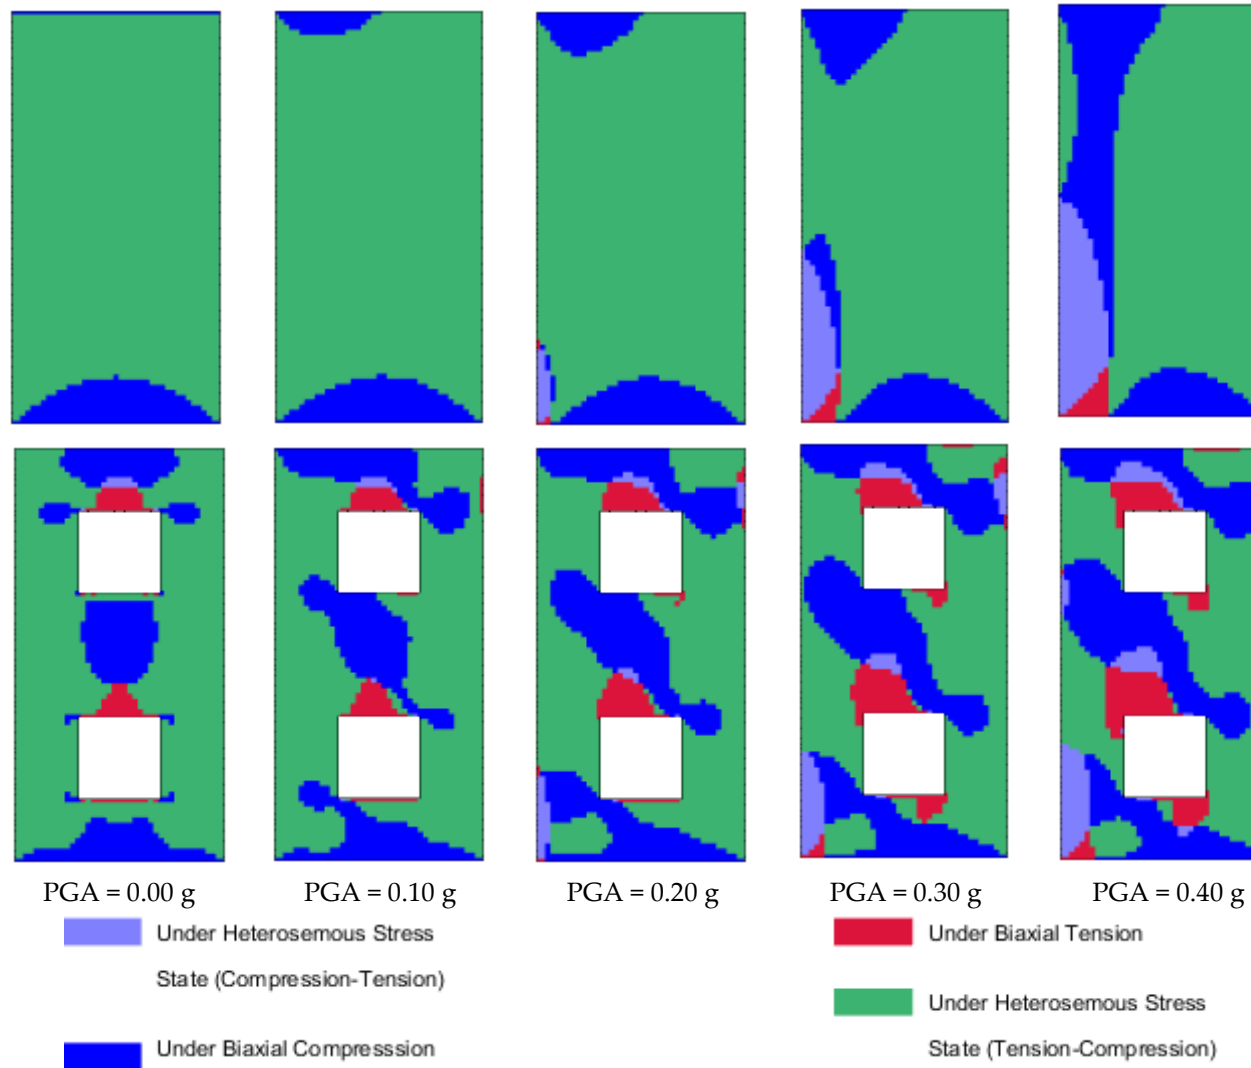 PGA = 0.00 g
PGA = 0.10 g
PGA = 0.20 g
PGA = 0.30 g
PGA = 0.40 g
Under Heterosemous Stress
State (Compression-Tension)
Under Biaxial Compresssion
Under Biaxial Tension
Under Heterosemous Stress
State (Tension-Compression)